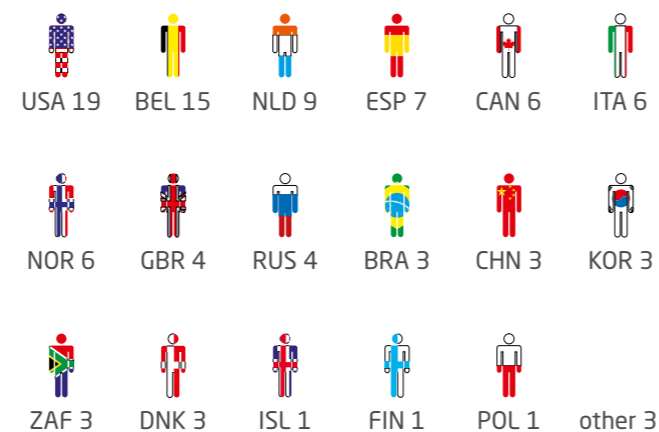 USA 19 BEL 15 NLD 9 ESP 7 CAN 6 ITA 6
NOR 6 GBR 4 RUS 4 BRA 3 CHN 3 KOR 3
ZAF 3 DNK 3 ISL 1 FIN 1 POL 1 other 3